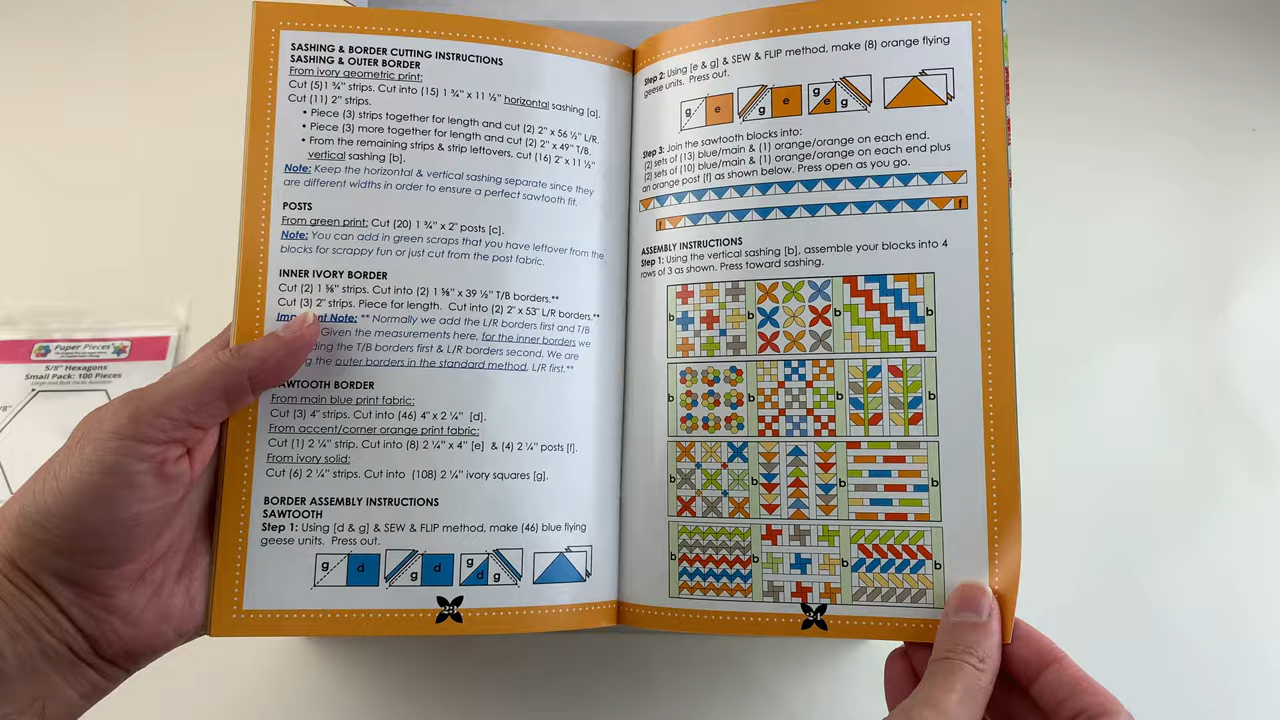 SASHING & BORDER CUTTING INSTRUCTIONS
SASHING & OUTER BORDER
From ivory geometric print:
Cut (5)1 ¾" strips. Cut into (15) 1 ¾" x 11 ½" horizontal sashing [a].
Cut (11) 2" strips.
• Piece (3) strips together for length and cut (2) 2" x 56 ½" L/R.
• Piece (3) more together for length and cut (2) 2" x 49" T/B.
• From the remaining strips & strip leftovers, cut (16) 2" x 11 ½"
vertical sashing [b].
Note: Keep the horizontal & vertical sashing separate since they
are different widths in order to ensure a perfect sawtooth fit.
POSTS
From green print: Cut (20) 1 ¾" x 2" posts [c].
Note: You can add in green scraps that you have leftover from the
blocks for scrappy fun or just cut from the post fabric.
INNER IVORY BORDER
Cut (2) 1 ⅝" strips. Cut into (2) 1 ⅝" x 39 ½" T/B borders.**
Cut (3) 2" strips. Piece for length. Cut into (2) 2" x 53" L/R borders.**
Note: ** Normally we add the L/R borders first and T/B
Given the measurements here, for the inner borders we
the T/B borders first & L/R borders second. We are
the outer borders in the standard method, L/R first.**
BORDER
From main blue print fabric:
Cut (3) 4" strips. Cut into (46) 4" x 2 ¼" [d].
From accent/corner orange print fabric:
Cut (1) 2 ¼" strip. Cut into (8) 2 ¼" x 4" [e] & (4) 2 ¼" posts [f].
From ivory solid:
Cut (6) 2 ¼" strips. Cut into (108) 2 ¼" ivory squares [g].
BORDER ASSEMBLY INSTRUCTIONS
SAWTOOTH
Step 1: Using [d & g] & SEW & FLIP method, make (46) blue flying
geese units. Press out.
g d g d g d g
23
Step 2: Using [e & g] & SEW & FLIP method, make (8) orange flying
geese units. Press out.
g e g e g e g
Step 3: Join the sawtooth blocks into:
(2) sets of (13) blue/main & (1) orange/orange on each end.
(2) sets of (10) blue/main & (1) orange/orange on each end plus
an orange post [f] as shown below. Press open as you go.
f f
ASSEMBLY INSTRUCTIONS
Step 1: Using the vertical sashing [b], assemble your blocks into 4
rows of 3 as shown. Press toward sashing.
b b b b
b b b b
b b b b
b b b b
24
Paper Pieces
5/8" Hexagons
Small Pack: 100 Pieces